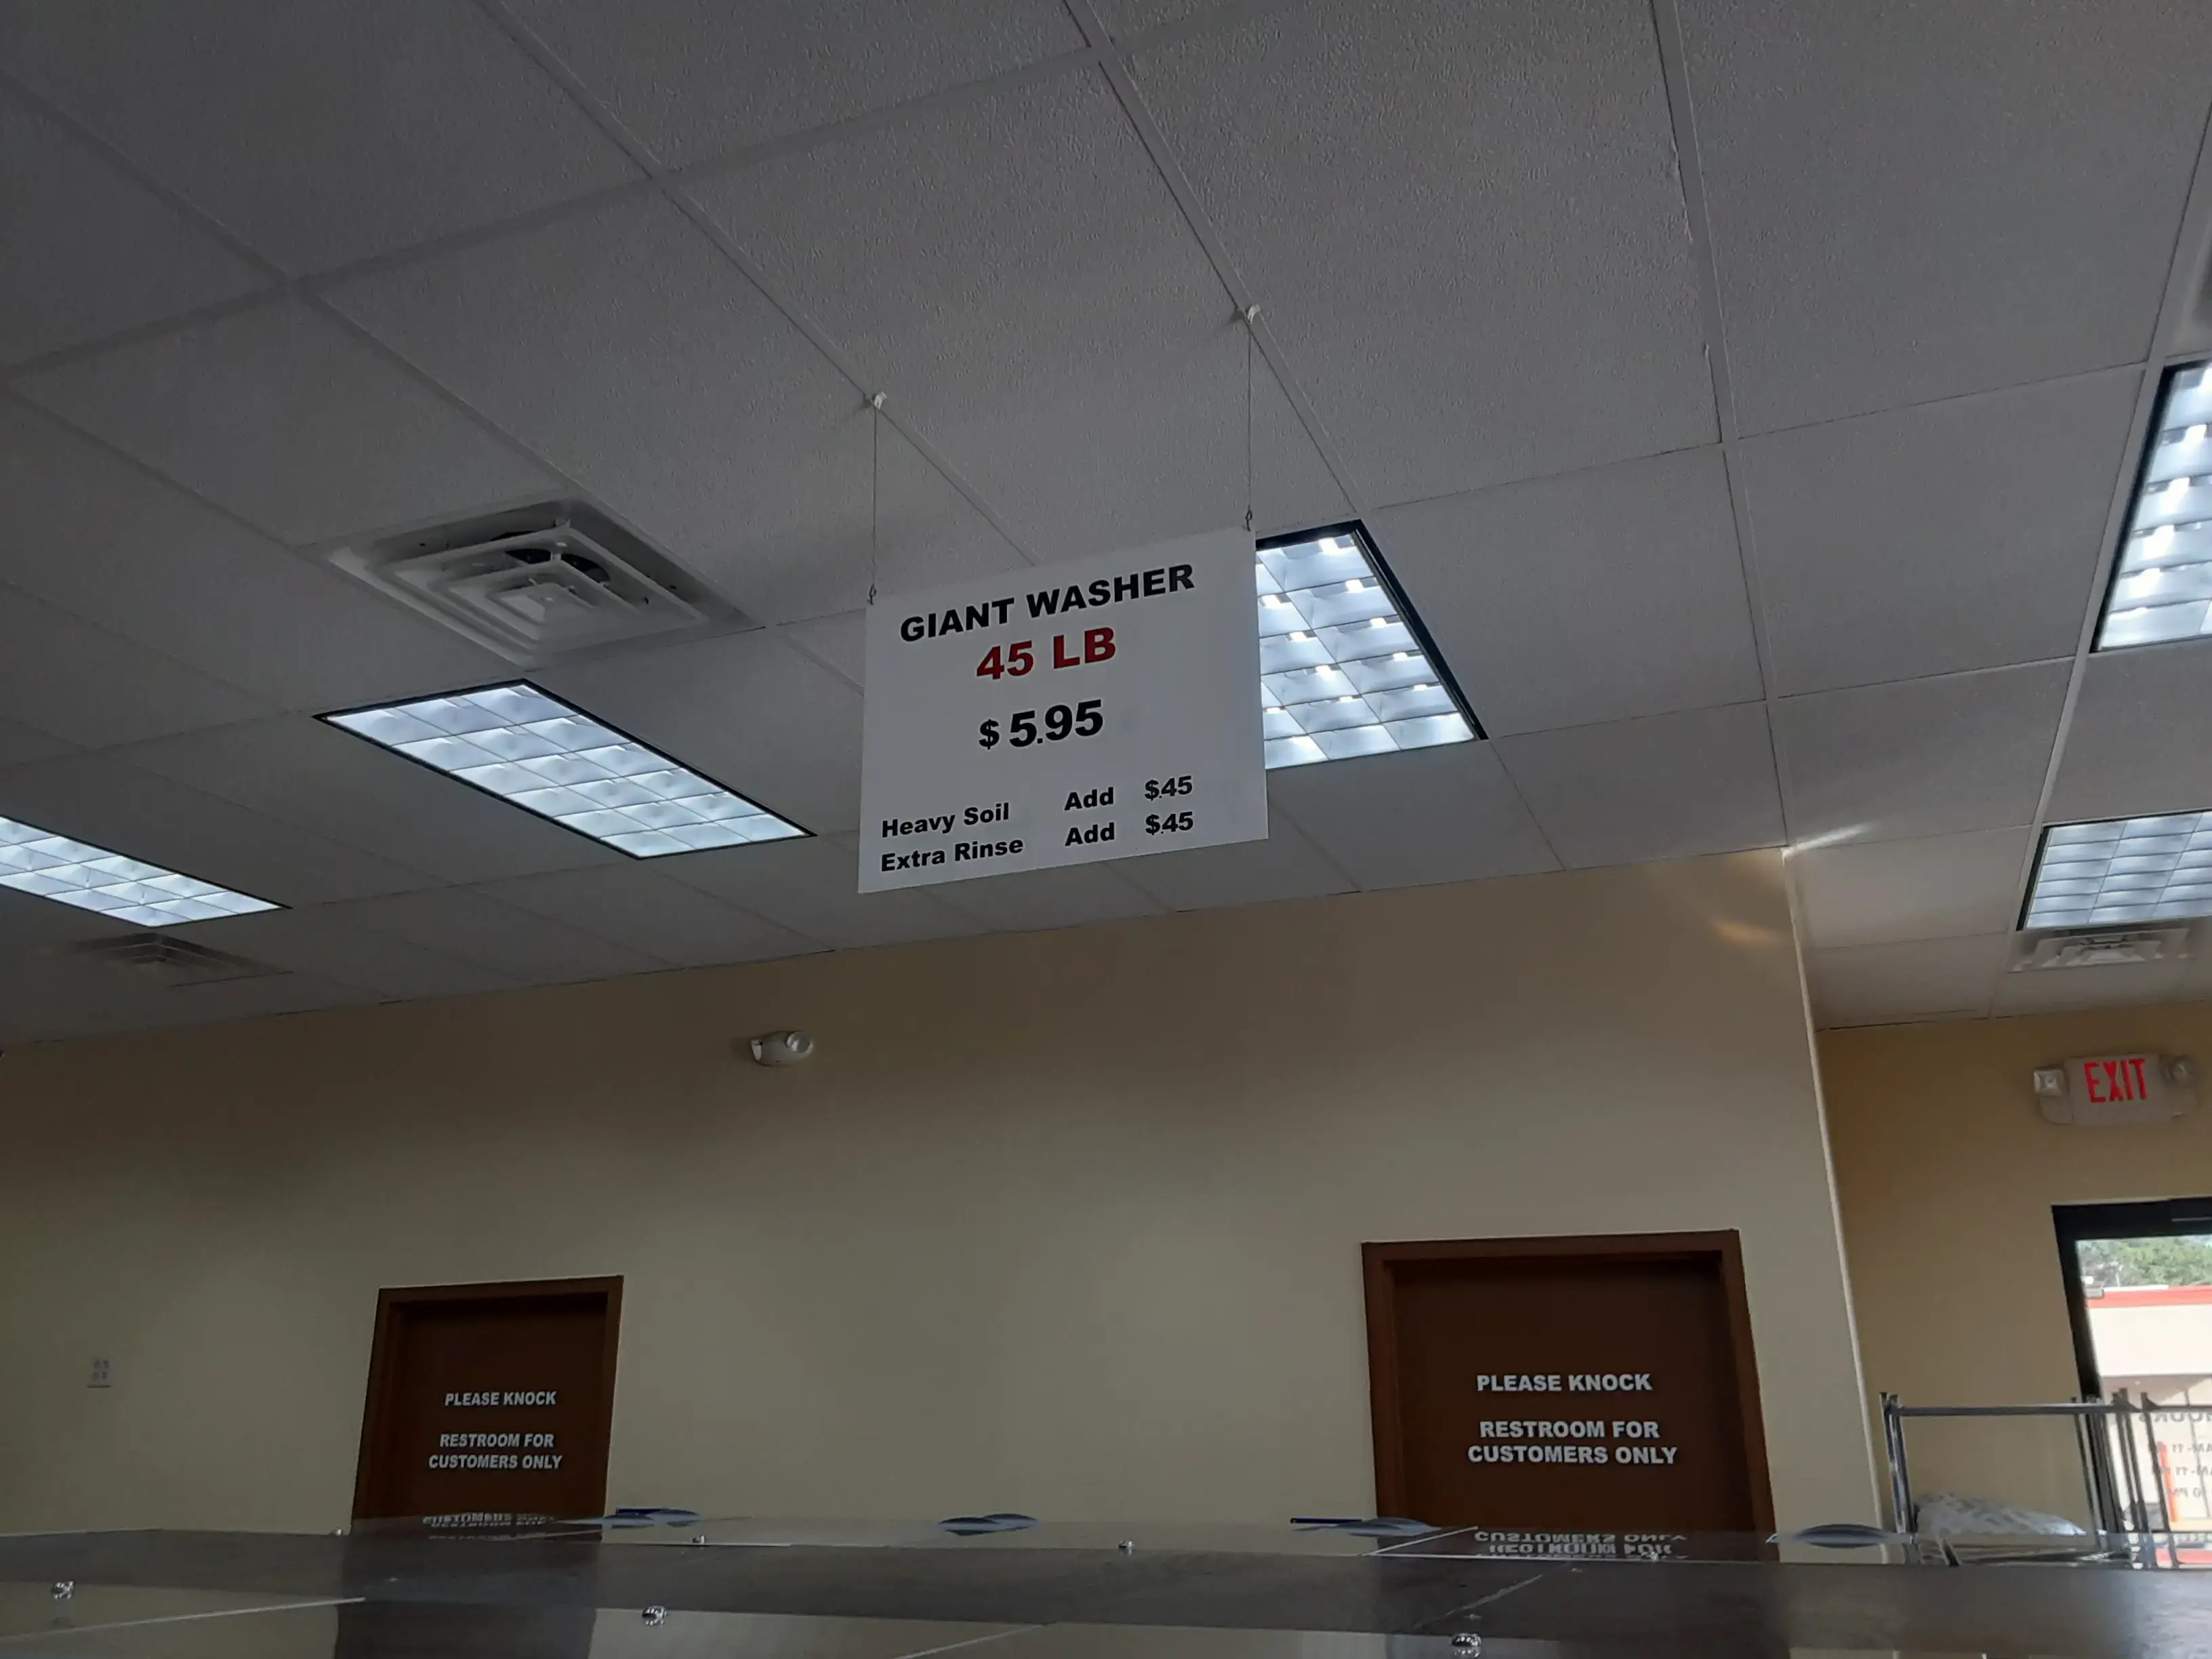 GIANT WASHER
45 LB
$ 5.95
Heavy Soil Add $.45
Extra Rinse Add $.45
EXIT
PLEASE KNOCK
RESTROOM FOR
CUSTOMERS ONLY
PLEASE KNOCK
RESTROOM FOR
CUSTOMERS ONLY